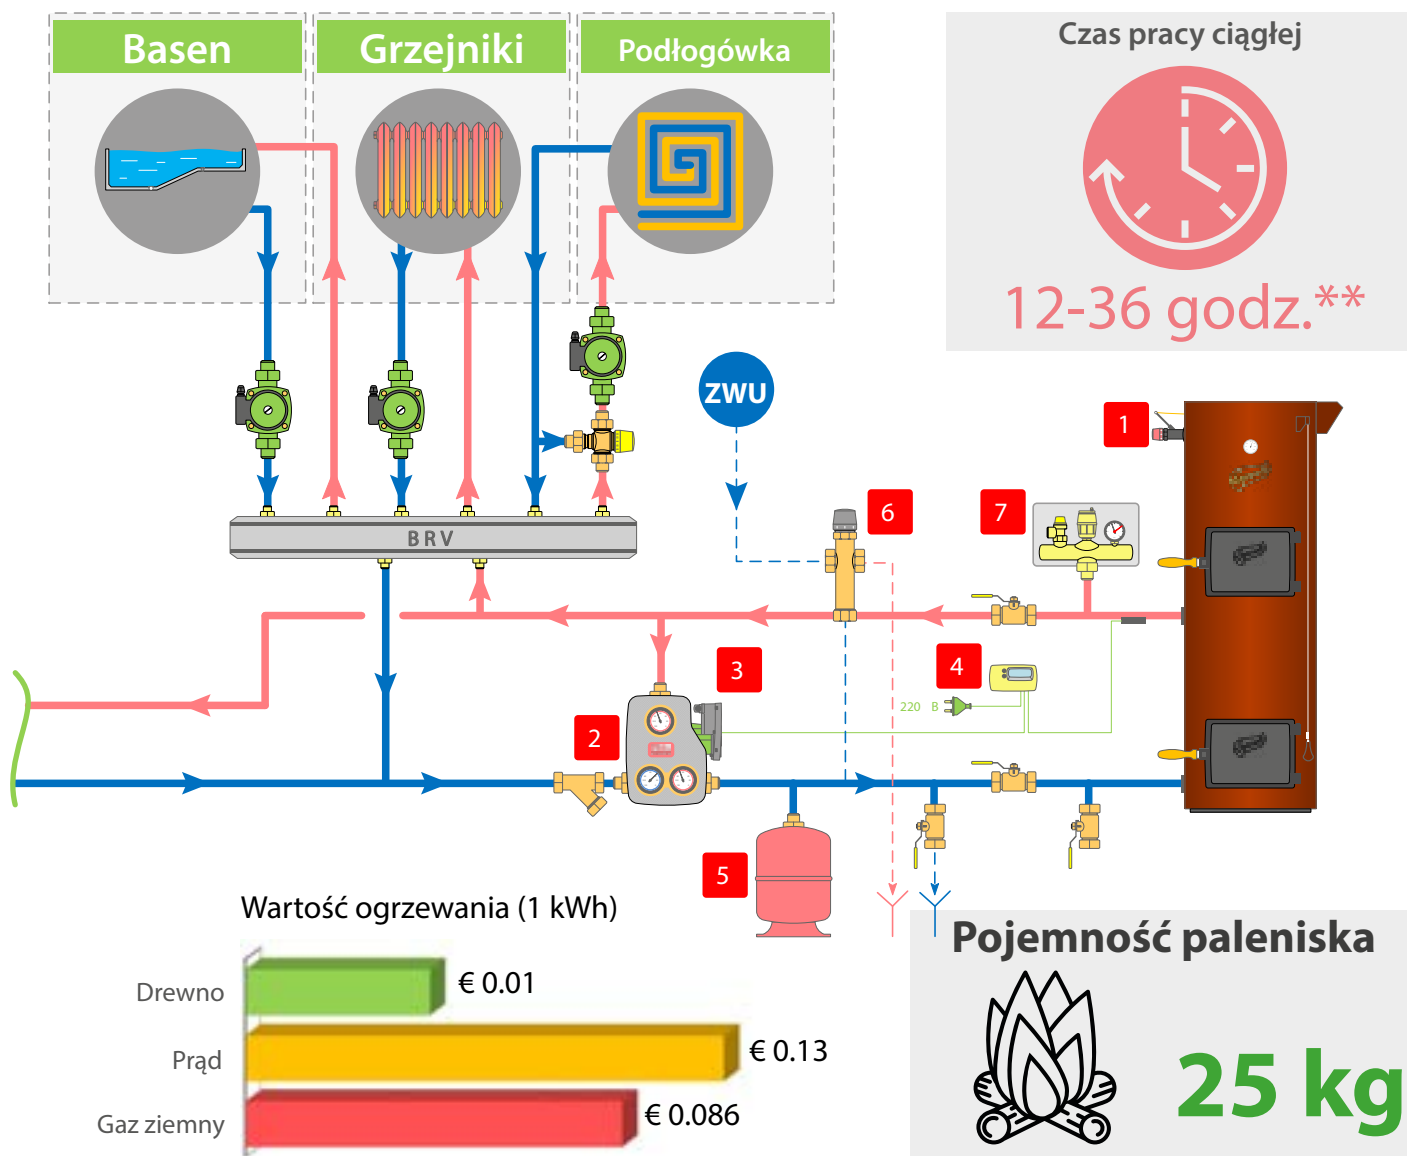 Basen
Grzejniki
Podłogówka
Czas pracy ciągłej
12-36 godz.**
ZWU
1
6
7
BRV
3
4
220 В
2
5
Wartość ogrzewania (1 kWh)
Drewno
€ 0.01
Prąd
€ 0.13
Gaz ziemny
€ 0.086
Pojemność paleniska
25 kg